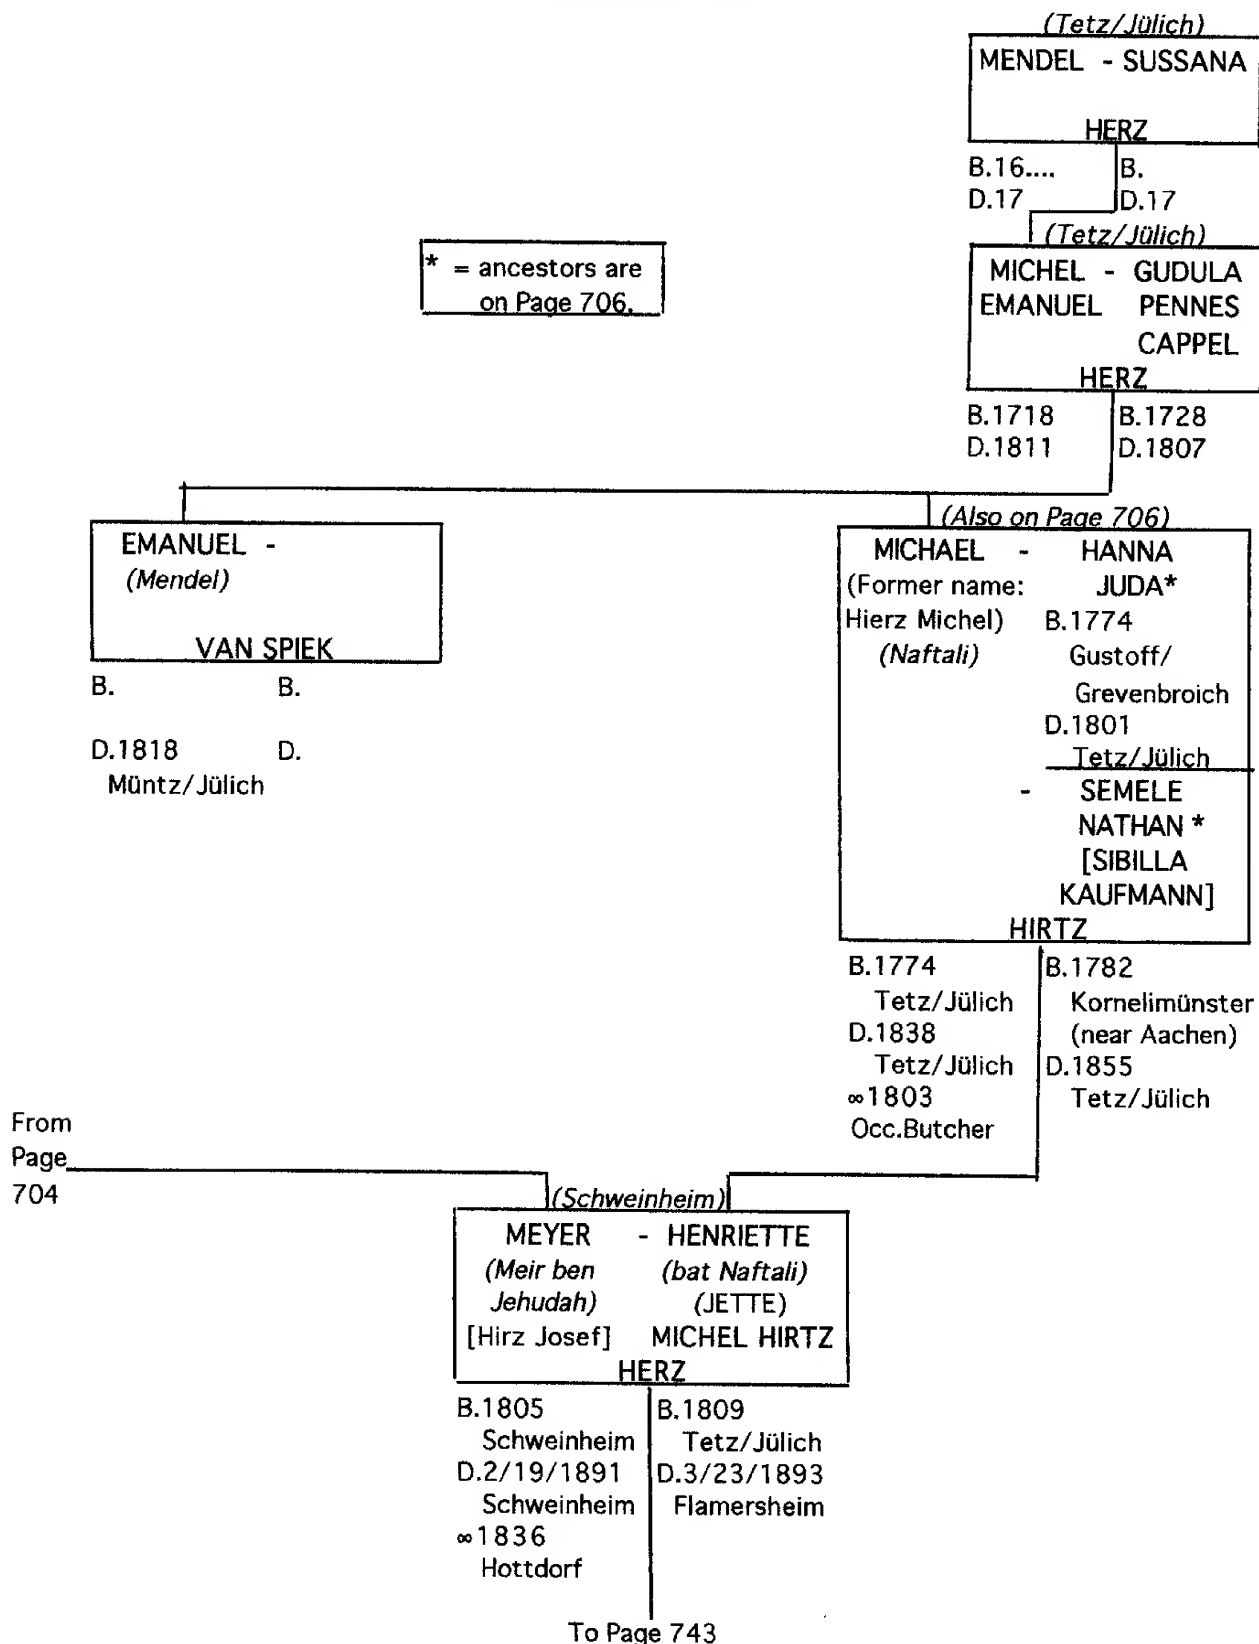 (Tetz/Jülich)
MENDEL - SUSSANA
HERZ
B.16.... B.
D.17 D.17
* = ancestors are
on Page 706.
(Tetz/Jülich)
MICHEL - GUDULA
EMANUEL PENNES
CAPPEL
HERZ
B.1718 B.1728
D.1811 D.1807
EMANUEL -
(Mendel)
VAN SPIEK
B. B.
D.1818 D.
Müntz/Jülich
(Also on Page 706)
MICHAEL - HANNA
(Former name: JUDA*
Hierz Michel) B.1774
(Naftali) Gustoff/
Grevenbroich
D.1801
Tetz/Jülich
- SEMELE
NATHAN *
[SIBILLA
KAUFMANN]
HIRTZ
B.1774 B.1782
Tetz/Jülich Kornelimünster
D.1838 (near Aachen)
Tetz/Jülich D.1855
∞1803 Tetz/Jülich
Occ.Butcher
From
Page
704
(Schweinheim)
MEYER - HENRIETTE
(Meir ben (bat Naftali)
Jehudah) (JETTE)
[Hirz Josef] MICHEL HIRTZ
HERZ
B.1805 B.1809
Schweinheim Tetz/Jülich
D.2/19/1891 D.3/23/1893
Schweinheim Flamersheim
∞1836
Hottdorf
To Page 743